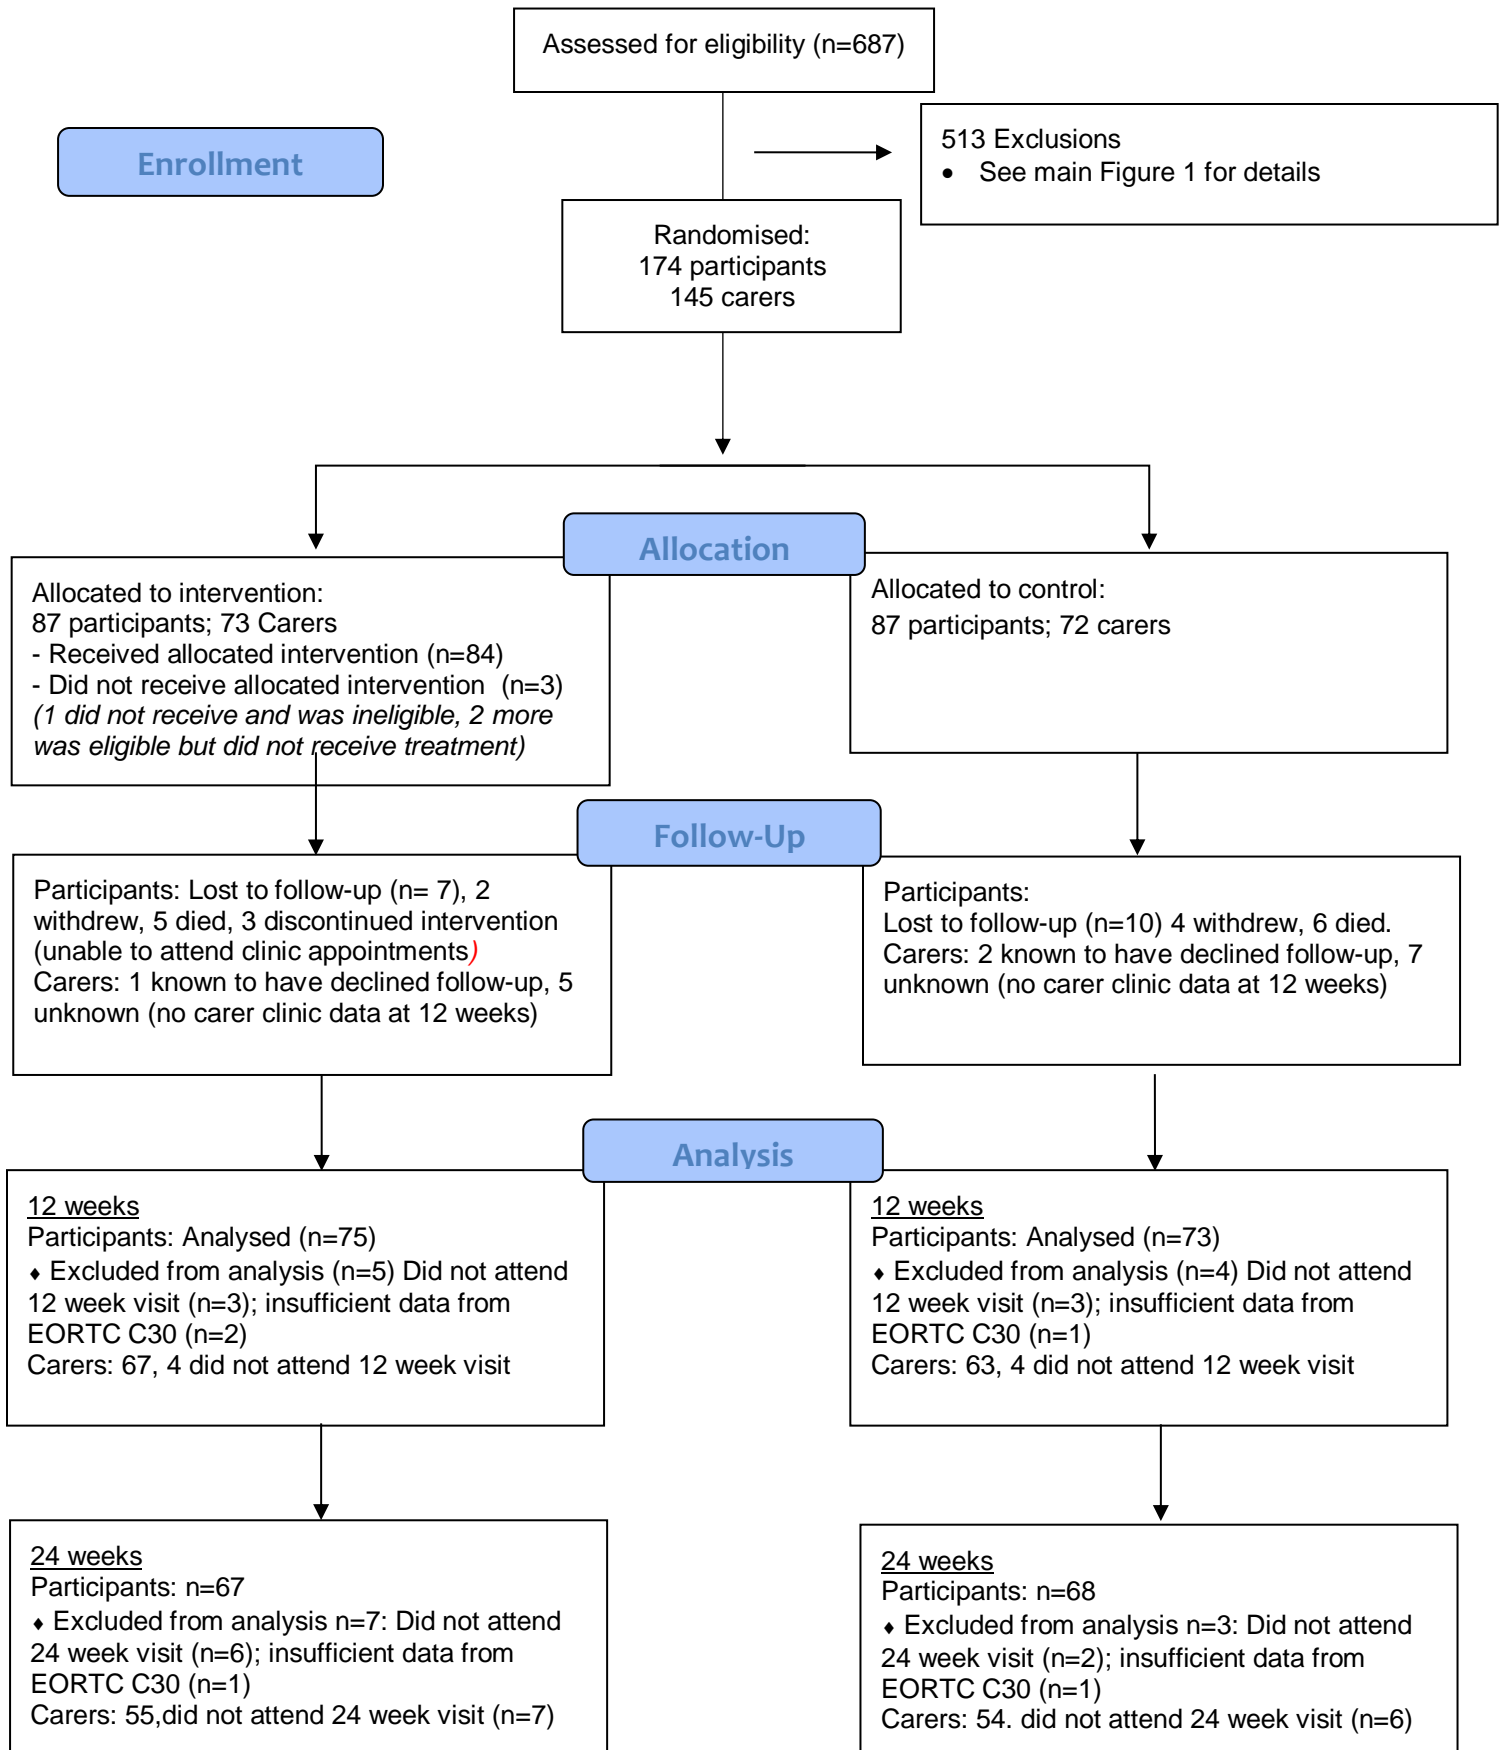 Assessed for eligibility (n=687)
Enrollment
513 Exclusions
• See main Figure 1 for details
Randomised:
174 participants
145 carers
Allocation
Allocated to intervention:
87 participants; 73 Carers
- Received allocated intervention (n=84)
- Did not receive allocated intervention (n=3)
(1 did not receive and was ineligible, 2 more
was eligible but did not receive treatment)
Allocated to control:
87 participants; 72 carers
Follow-Up
Participants: Lost to follow-up (n= 7), 2
withdrew, 5 died, 3 discontinued intervention
(unable to attend clinic appointments)
Carers: 1 known to have declined follow-up, 5
unknown (no carer clinic data at 12 weeks)
Participants:
Lost to follow-up (n=10) 4 withdrew, 6 died.
Carers: 2 known to have declined follow-up, 7
unknown (no carer clinic data at 12 weeks)
Analysis
12 weeks
Participants: Analysed (n=75)
♦ Excluded from analysis (n=5) Did not attend
12 week visit (n=3); insufficient data from
EORTC C30 (n=2)
Carers: 67, 4 did not attend 12 week visit
12 weeks
Participants: Analysed (n=73)
♦ Excluded from analysis (n=4) Did not attend
12 week visit (n=3); insufficient data from
EORTC C30 (n=1)
Carers: 63, 4 did not attend 12 week visit
24 weeks
Participants: n=67
♦ Excluded from analysis n=7: Did not attend
24 week visit (n=6); insufficient data from
EORTC C30 (n=1)
Carers: 55,did not attend 24 week visit (n=7)
24 weeks
Participants: n=68
♦ Excluded from analysis n=3: Did not attend
24 week visit (n=2); insufficient data from
EORTC C30 (n=1)
Carers: 54. did not attend 24 week visit (n=6)